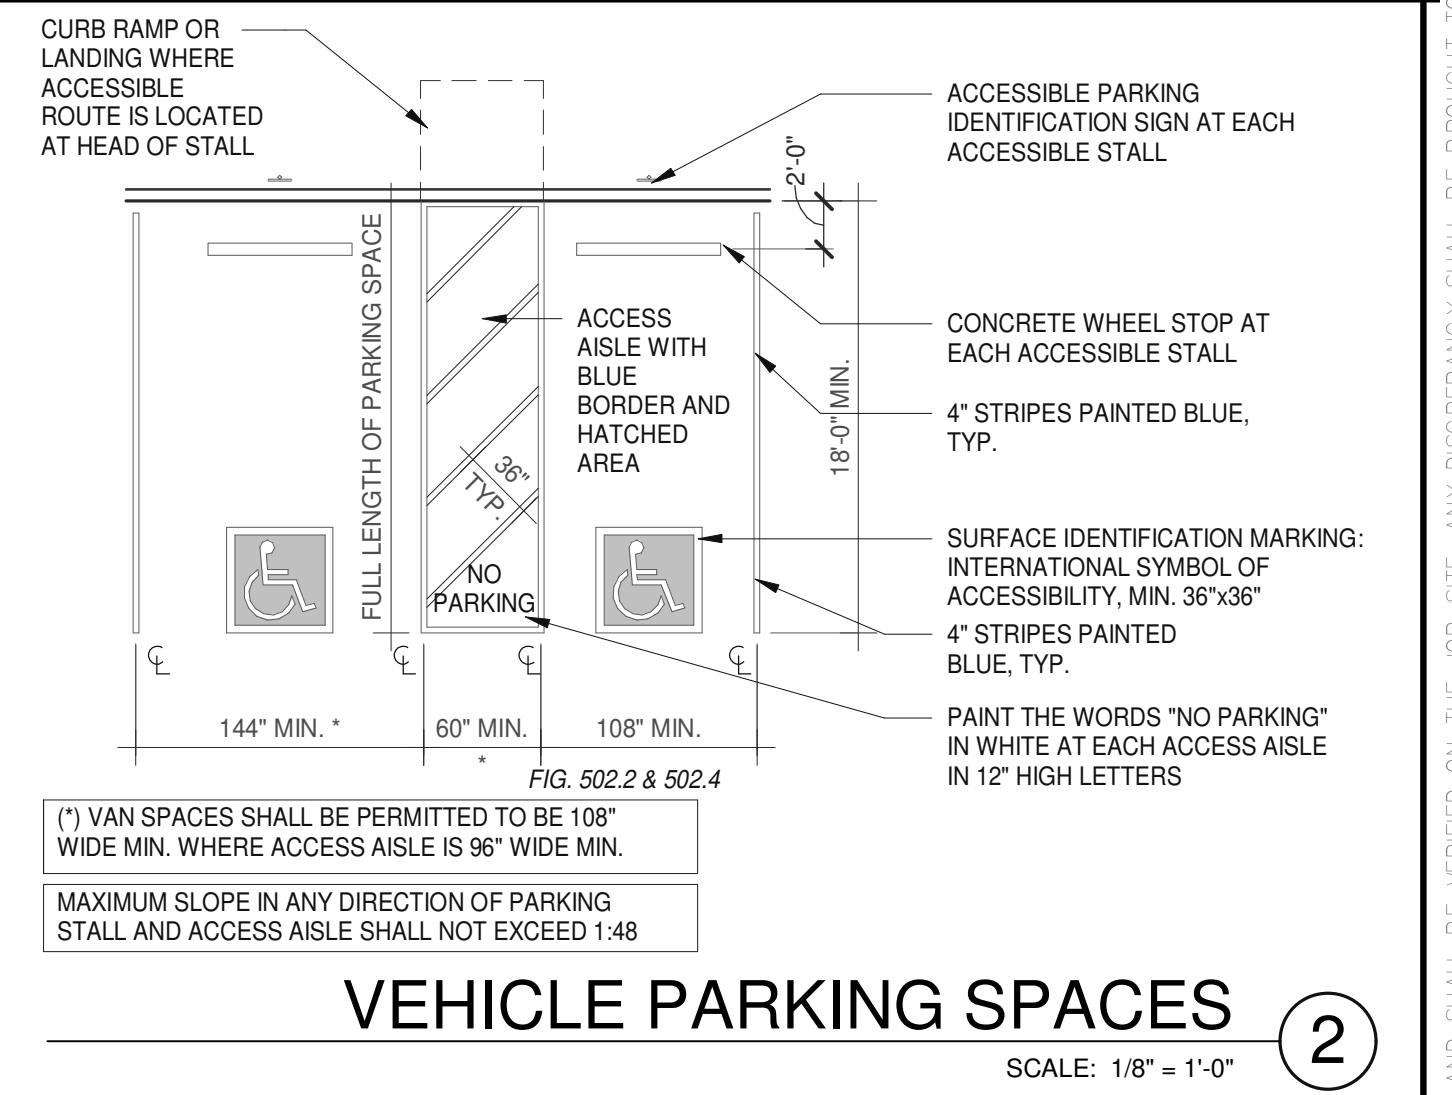 CURB RAMP OR
LANDING WHERE
ACCESSIBLE
ROUTE IS LOCATED
AT HEAD OF STALL
ACCESSIBLE PARKING
IDENTIFICATION SIGN AT EACH
ACCESSIBLE STALL
2'-0"
FULL LENGTH OF PARKING SPACE
ACCESS
AISLE WITH
BLUE
BORDER AND
HATCHED
AREA
18'-0" MIN.
CONCRETE WHEEL STOP AT
EACH ACCESSIBLE STALL
4" STRIPES PAINTED BLUE,
TYP.
36"
TYP.
NO
PARKING
SURFACE IDENTIFICATION MARKING:
INTERNATIONAL SYMBOL OF
ACCESSIBILITY, MIN. 36"x36"
4" STRIPES PAINTED
BLUE, TYP.
PAINT THE WORDS "NO PARKING"
IN WHITE AT EACH ACCESS AISLE
IN 12" HIGH LETTERS
144" MIN. *
60" MIN.
*
108" MIN.
FIG. 502.2 & 502.4
(*) VAN SPACES SHALL BE PERMITTED TO BE 108"
WIDE MIN. WHERE ACCESS AISLE IS 96" WIDE MIN.
MAXIMUM SLOPE IN ANY DIRECTION OF PARKING
STALL AND ACCESS AISLE SHALL NOT EXCEED 1:48
VEHICLE PARKING SPACES
2
SCALE: 1/8" = 1'-0"